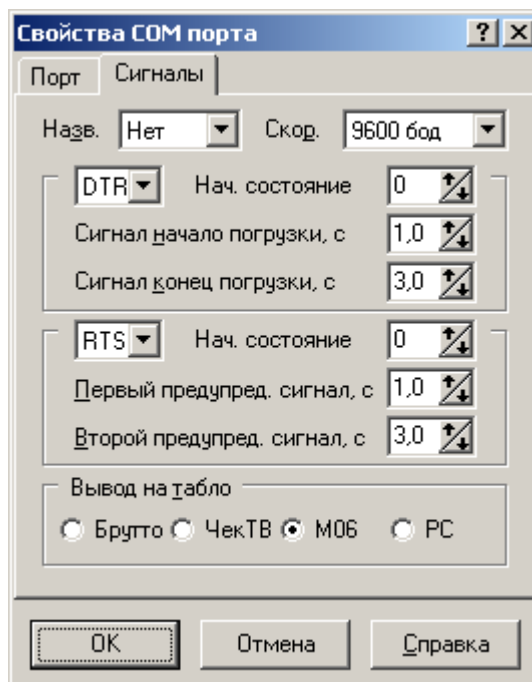 Свойства COM порта
Порт Сигналы
Назв. Нет Скор. 9600 бод
DTR Нач. состояние 0
Сигнал начало погрузки, с 1,0
Сигнал конец погрузки, с 3,0
RTS Нач. состояние 0
Первый предупред. сигнал, с 1,0
Второй предупред. сигнал, с 3,0
Вывод на табло
Брутто ЧекТВ М06 РС
OK Отмена Справка